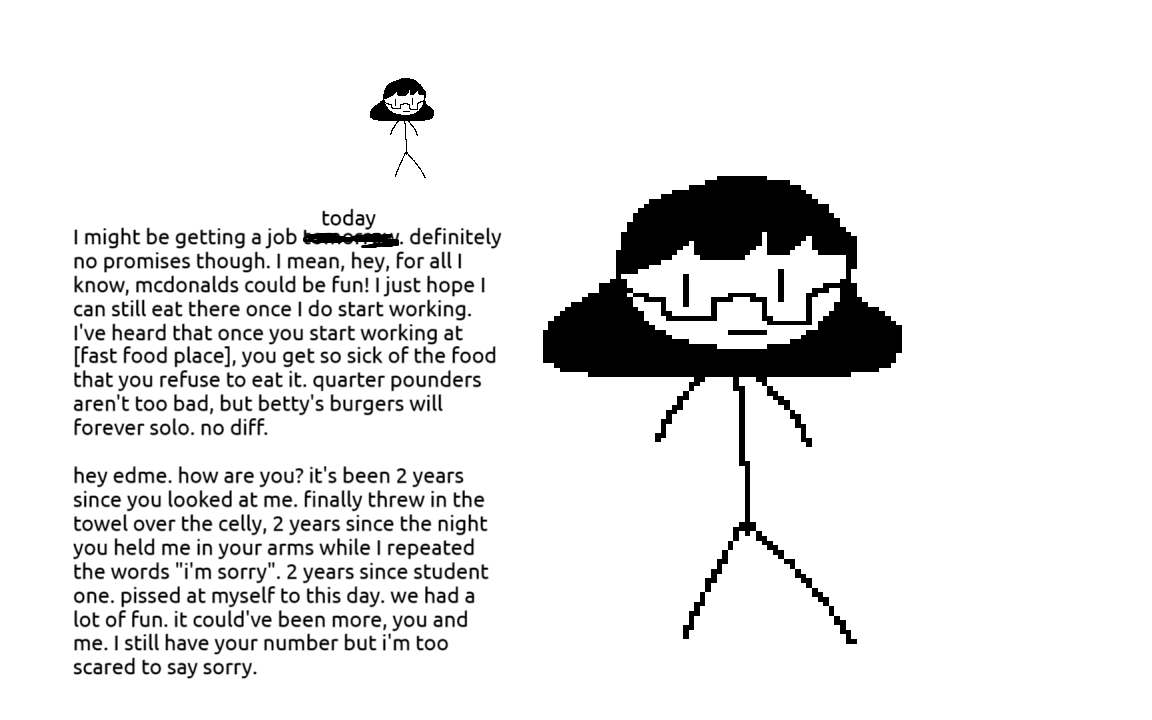 today
I might be getting a job tomorrow. definitely
no promises though. I mean, hey, for all I
know, mcdonalds could be fun! I just hope I
can still eat there once I do start working.
I've heard that once you start working at
[fast food place], you get so sick of the food
that you refuse to eat it. quarter pounders
aren't too bad, but betty's burgers will
forever solo. no diff.
hey edme. how are you? it's been 2 years
since you looked at me. finally threw in the
towel over the celly, 2 years since the night
you held me in your arms while I repeated
the words "i'm sorry". 2 years since student
one. pissed at myself to this day. we had a
lot of fun. it could've been more, you and
me. I still have your number but i'm too
scared to say sorry.